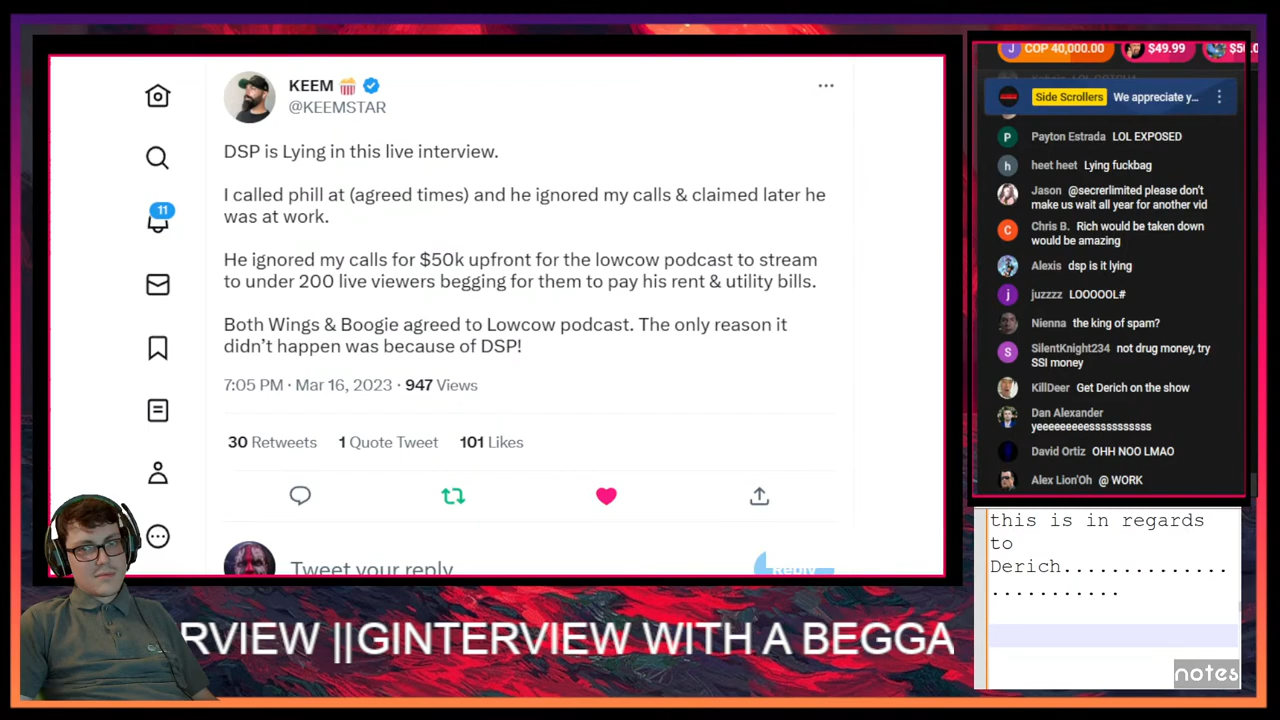 KEEM 🍿
@KEEMSTAR
DSP is Lying in this live interview.
I called phill at (agreed times) and he ignored my calls & claimed later he
was at work.
He ignored my calls for $50k upfront for the lowcow podcast to stream
to under 200 live viewers begging for them to pay his rent & utility bills.
Both Wings & Boogie agreed to Lowcow podcast. The only reason it
didn't happen was because of DSP!
7:05 PM · Mar 16, 2023 · 947 Views
30 Retweets 1 Quote Tweet 101 Likes
Tweet your reply
Reply
11
J COP 40,000.00 $49.99
LOL GOTCHA
Side Scrollers We appreciate y...
P Payton Estrada LOL EXPOSED
h heet heet Lying fuckbag
Jason @secrerlimited please don't
make us wait all year for another vid
C Chris B. Rich would be taken down
would be amazing
Alexis dsp is it lying
j juzzzz LOOOOL#
Nienna the king of spam?
S SilentKnight234 not drug money, try
SSI money
KillDeer Get Derich on the show
Dan Alexander
yeeeeeeeessssssssssss
David Ortiz OHH NOO LMAO
Alex Lion'Oh @ WORK
this is in regards
to
Derich..............
...........
notes
RVIEW ||GINTERVIEW WITH A BEGGA